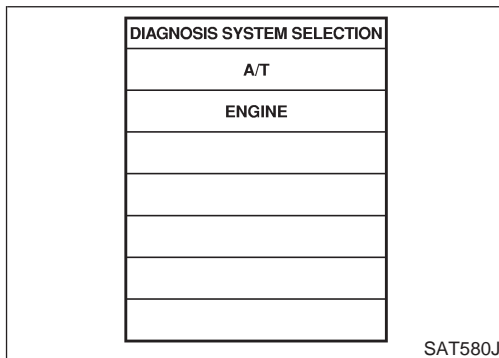 DIAGNOSIS SYSTEM SELECTION
A/T
ENGINE
SAT580J